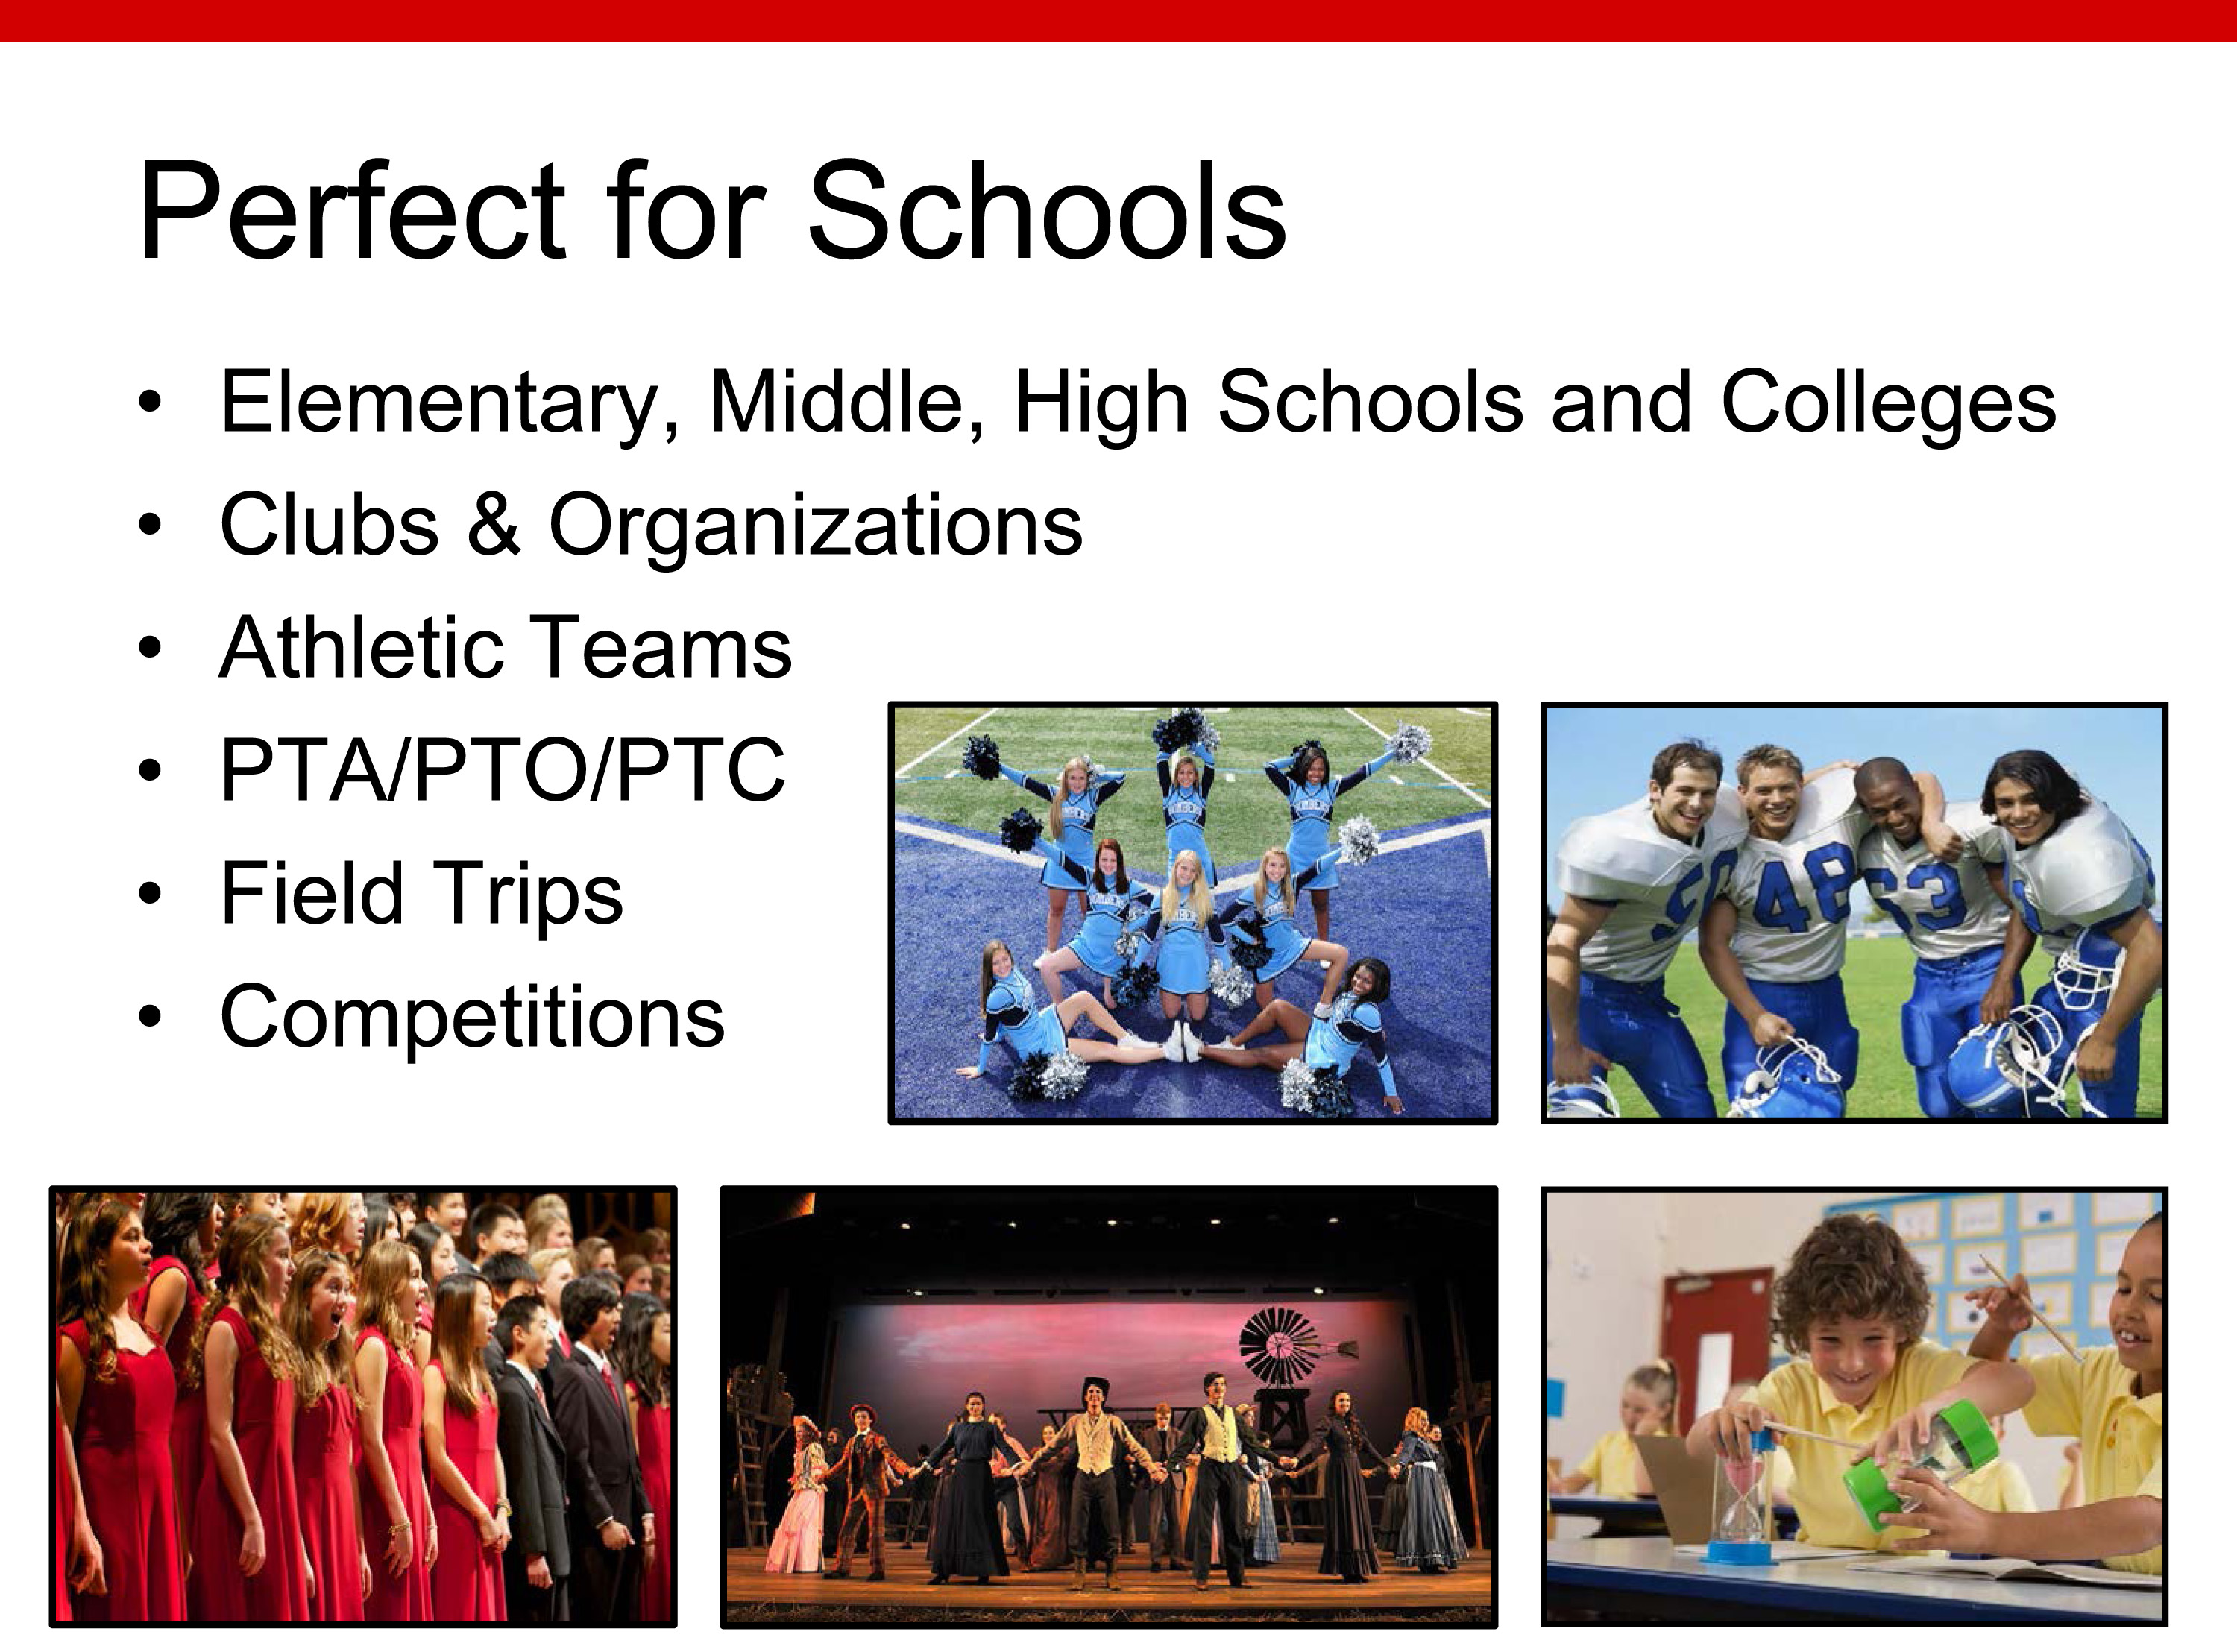 Perfect for Schools
• Elementary, Middle, High Schools and Colleges
• Clubs & Organizations
• Athletic Teams
• PTA/PTO/PTC
• Field Trips
• Competitions
48
63